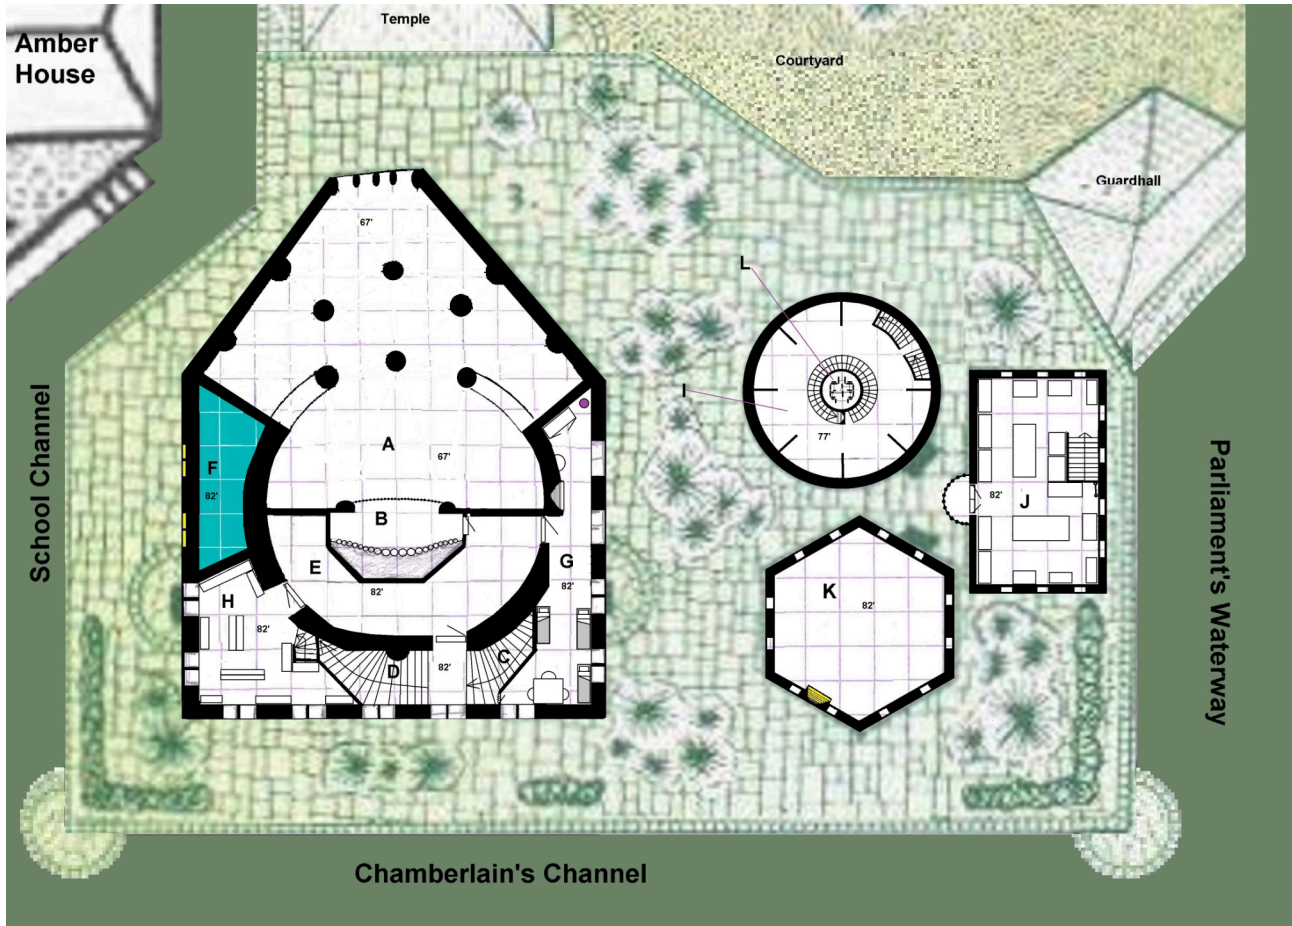 Temple
Amber
House
Courtyard
Guardhall
67'
L
I
A
67'
77'
F
82'
B
82'
J
E
G
82'
82'
K
82'
H
82'
D
82'
C
School Channel
Parliament's Waterway
Chamberlain's Channel